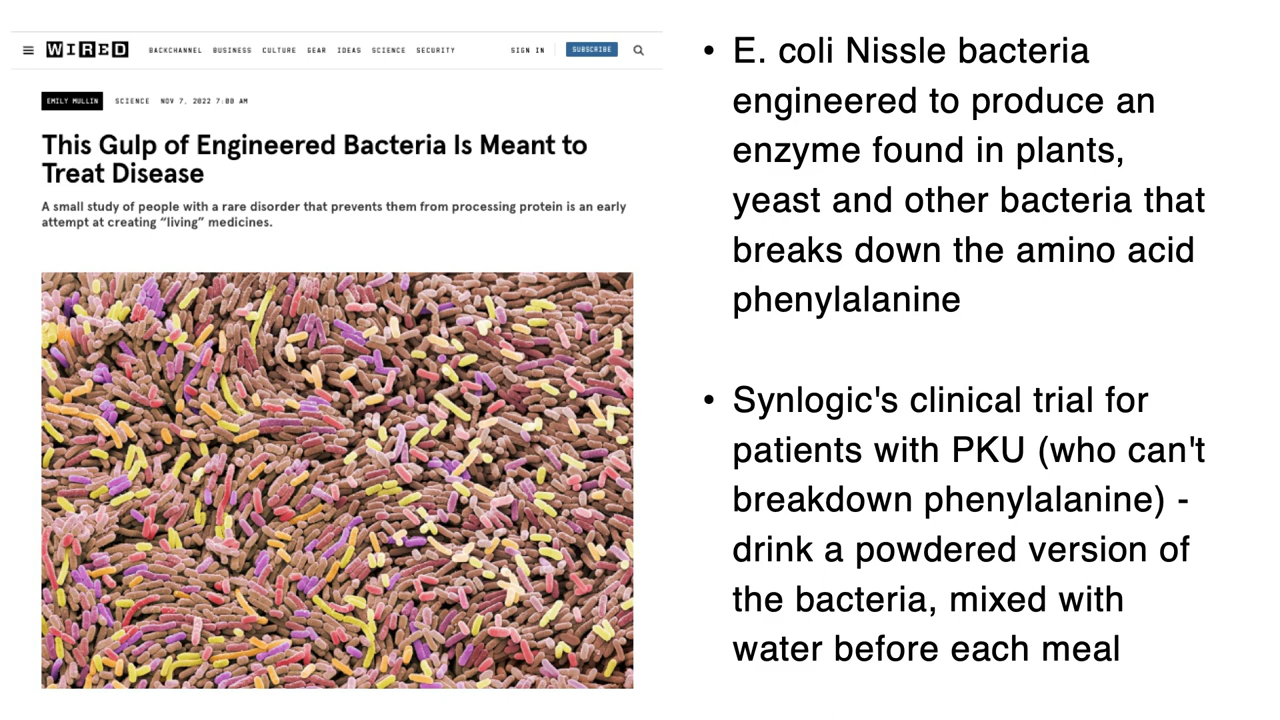 WIRED
BACKCHANNEL BUSINESS CULTURE GEAR IDEAS SCIENCE SECURITY
SIGN IN
SUBSCRIBE
EMILY MULLIN SCIENCE NOV 7, 2022 7:00 AM
This Gulp of Engineered Bacteria Is Meant to
Treat Disease
A small study of people with a rare disorder that prevents them from processing protein is an early
attempt at creating “living” medicines.
• E. coli Nissle bacteria
engineered to produce an
enzyme found in plants,
yeast and other bacteria that
breaks down the amino acid
phenylalanine
• Synlogic's clinical trial for
patients with PKU (who can't
breakdown phenylalanine) -
drink a powdered version of
the bacteria, mixed with
water before each meal